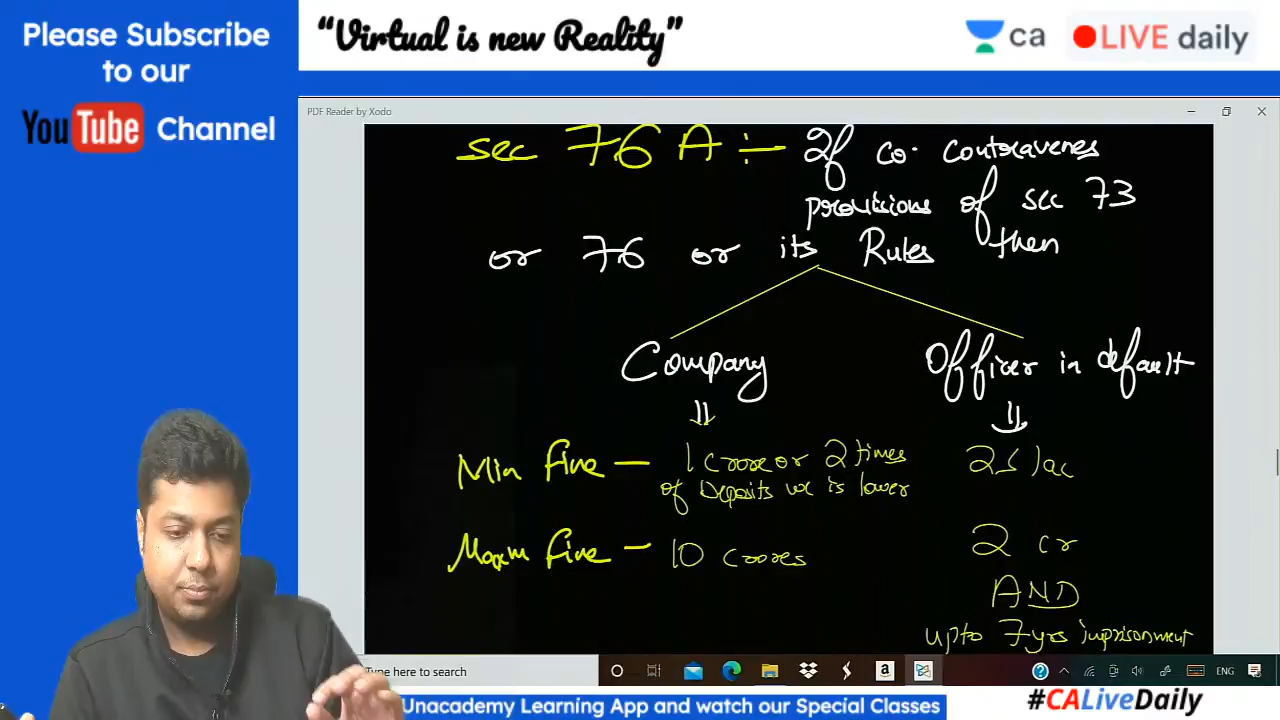 Please Subscribe
to our
YouTube Channel
“Virtual is new Reality”
ca
LIVE daily
PDF Reader by Xodo
sec 76 A :- If co. contravenes
provisions of sec 73
or 76 or its Rules then
Company
Officer in default
Min fine — 1 crore or 2 times
of Deposits wc is lower
25 lac
Maxm fine — 10 crores
2 cr
AND
upto 7 yrs imprisonment
Type here to search
ENG
Unacademy Learning App and watch our Special Classes
#CALiveDaily